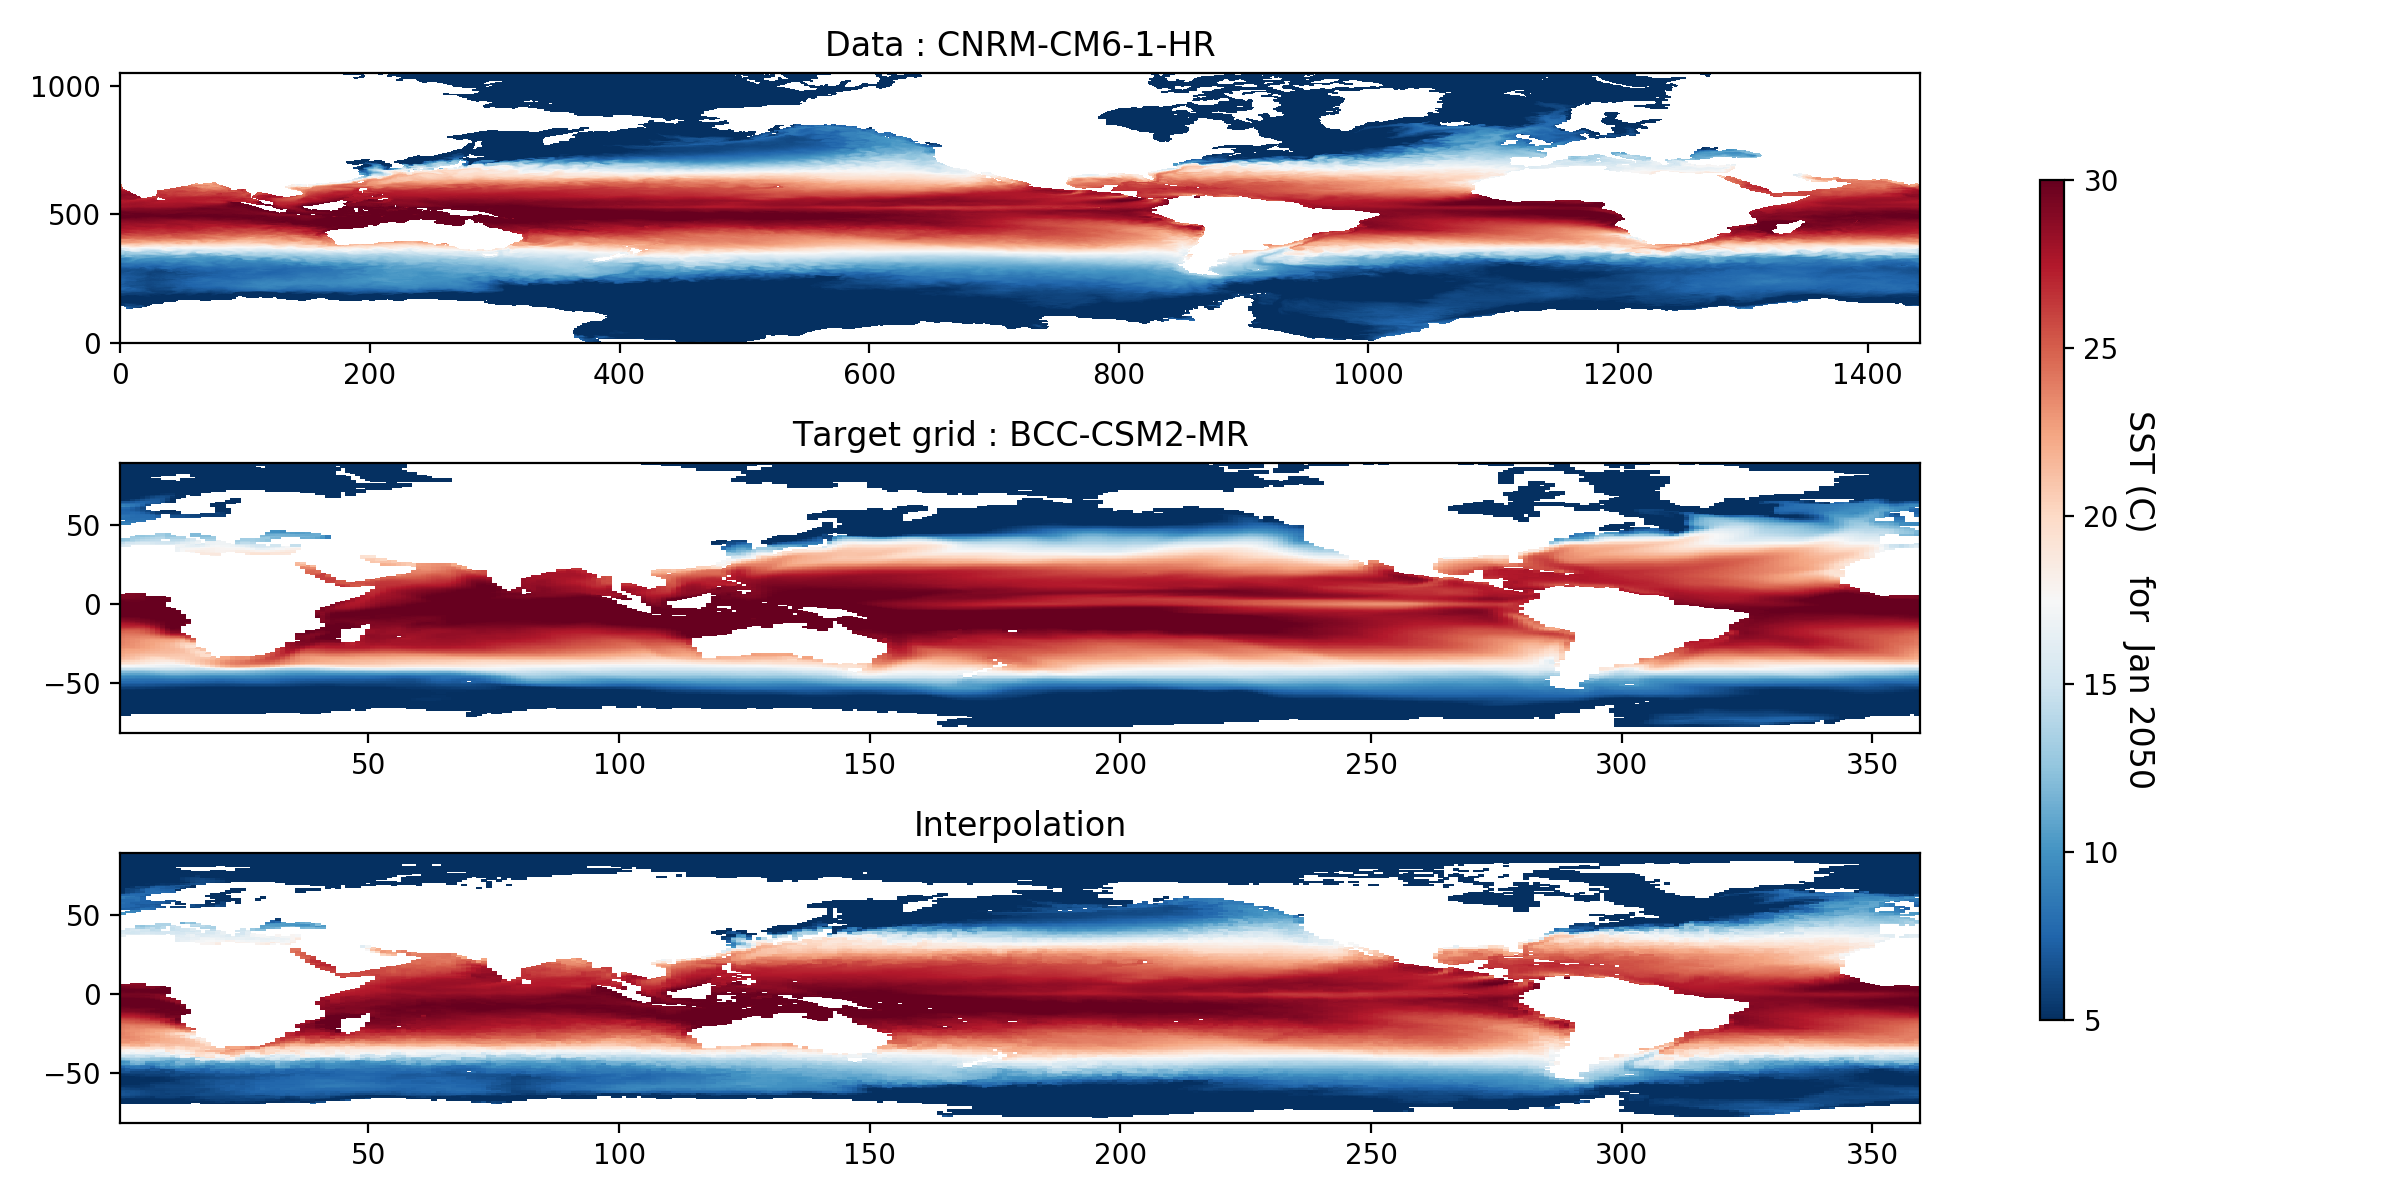 Data : CNRM-CM6-1-HR
1000
500
0
0 200 400 600 800 1000 1200 1400
Target grid : BCC-CSM2-MR
50
0
−50
50 100 150 200 250 300 350
Interpolation
50
0
−50
50 100 150 200 250 300 350
30
25
20
15
10
5
SST (C) for Jan 2050